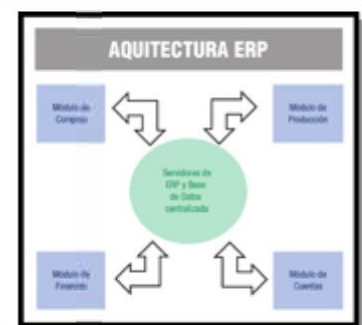 AQUITECTURA ERP
Módulo de
Compras
Módulo de
Producción
Servidores de
ERP y Base
de Datos
centralizada
Módulo de
Financito
Módulo de
Cuentas